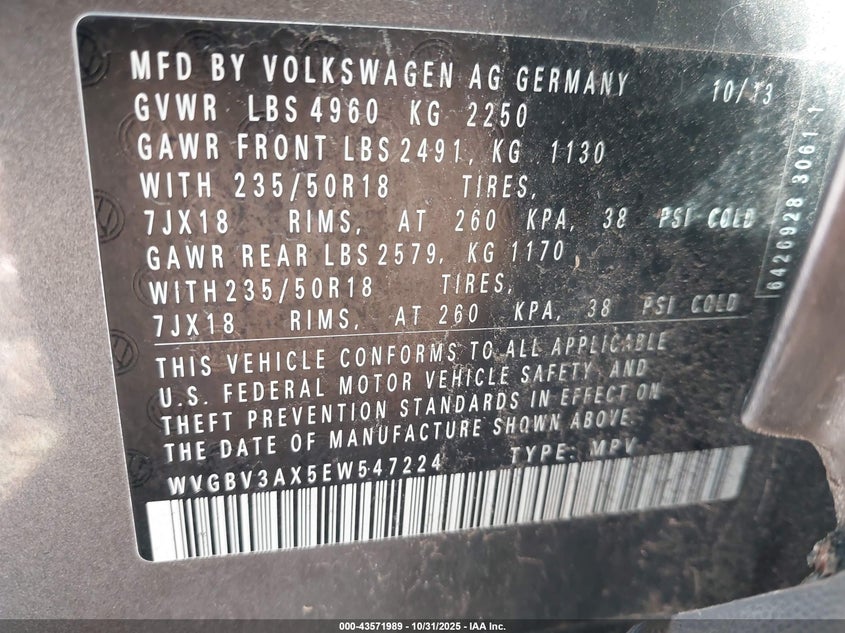 MFD BY VOLKSWAGEN AG GERMANY 10/13
GVWR LBS 4960 KG 2250
GAWR FRONT LBS 2491, KG 1130
WITH 235/50R18 TIRES,
7JX18 RIMS, AT 260 KPA, 38 PSI COLD
GAWR REAR LBS 2579, KG 1170
WITH 235/50R18 TIRES,
7JX18 RIMS, AT 260 KPA, 38 PSI COLD
THIS VEHICLE CONFORMS TO ALL APPLICABLE
U.S. FEDERAL MOTOR VEHICLE SAFETY, AND
THEFT PREVENTION STANDARDS IN EFFECT ON
THE DATE OF MANUFACTURE SHOWN ABOVE.
WVGBV3AX5EW547224 TYPE: MPV
6426928 3061 1
000-43571989 - 10/31/2025 - IAA Inc.